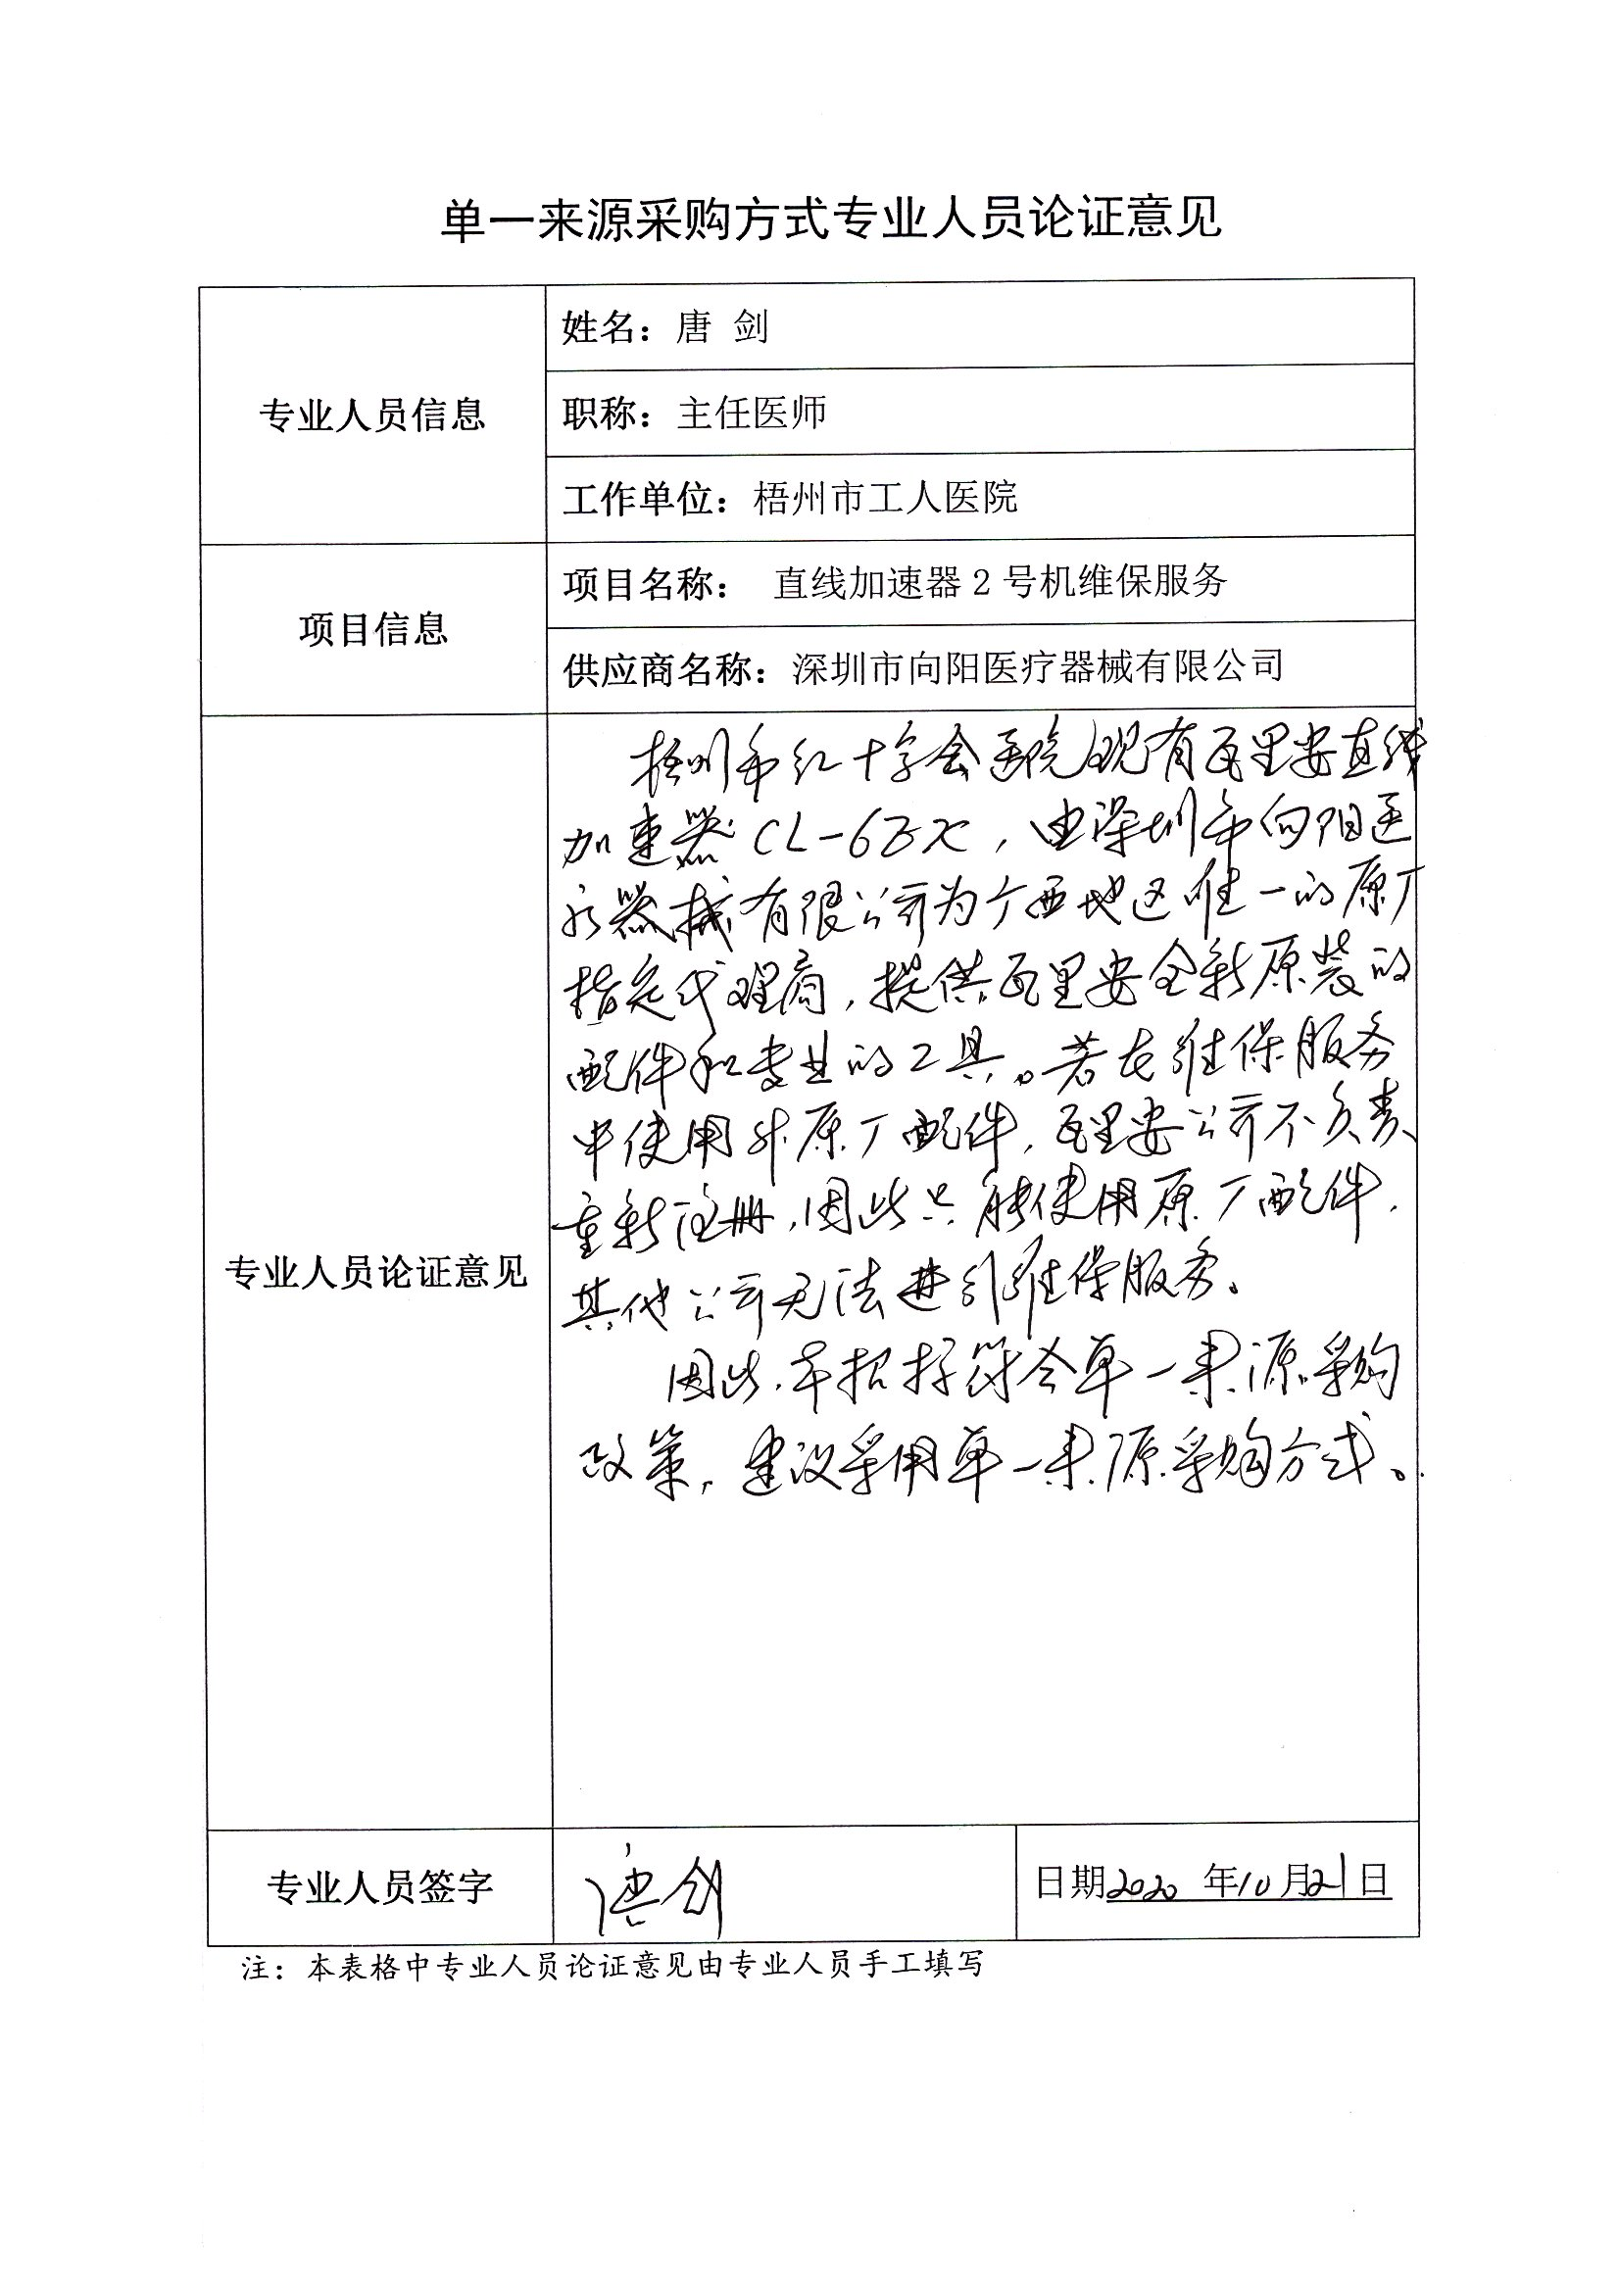 单一来源采购方式专业人员论证意见
专业人员信息
姓名：唐 剑
职称：主任医师
工作单位：梧州市工人医院
项目信息
项目名称： 直线加速器2号机维保服务
供应商名称：深圳市向阳医疗器械有限公司
专业人员论证意见
梧州市红十字会医院现有瓦里安直线
加速器CL-6EX，由深圳市向阳医
疗器械有限公司为广西地区唯一的原厂
指定代理商，提供瓦里安全新原装的
配件和专业的工具。若在维保服务
中使用非原厂配件，瓦里安公司不负责
重新注册，因此只能使用原厂配件，
其他公司无法进行维保服务。
因此，本招标符合单一来源采购
政策，建议采用单一来源采购方式。
专业人员签字
唐剑
日期2020 年10月21日
注：本表格中专业人员论证意见由专业人员手工填写